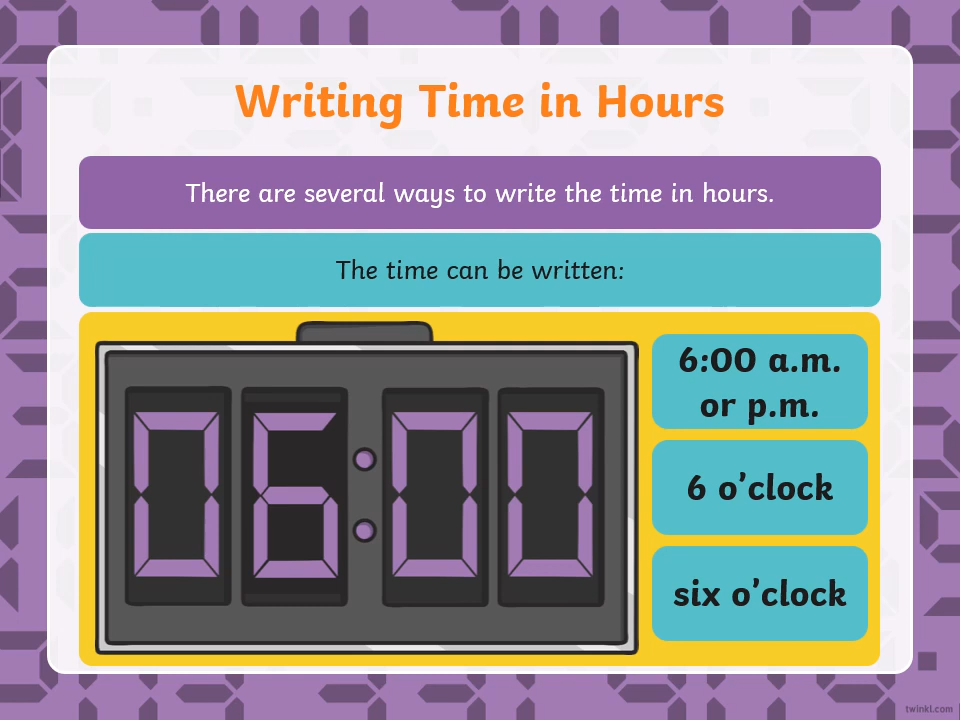 Writing Time in Hours
There are several ways to write the time in hours.
The time can be written:
06:00
6:00 a.m.
or p.m.
6 o’clock
six o’clock
twinkl.com